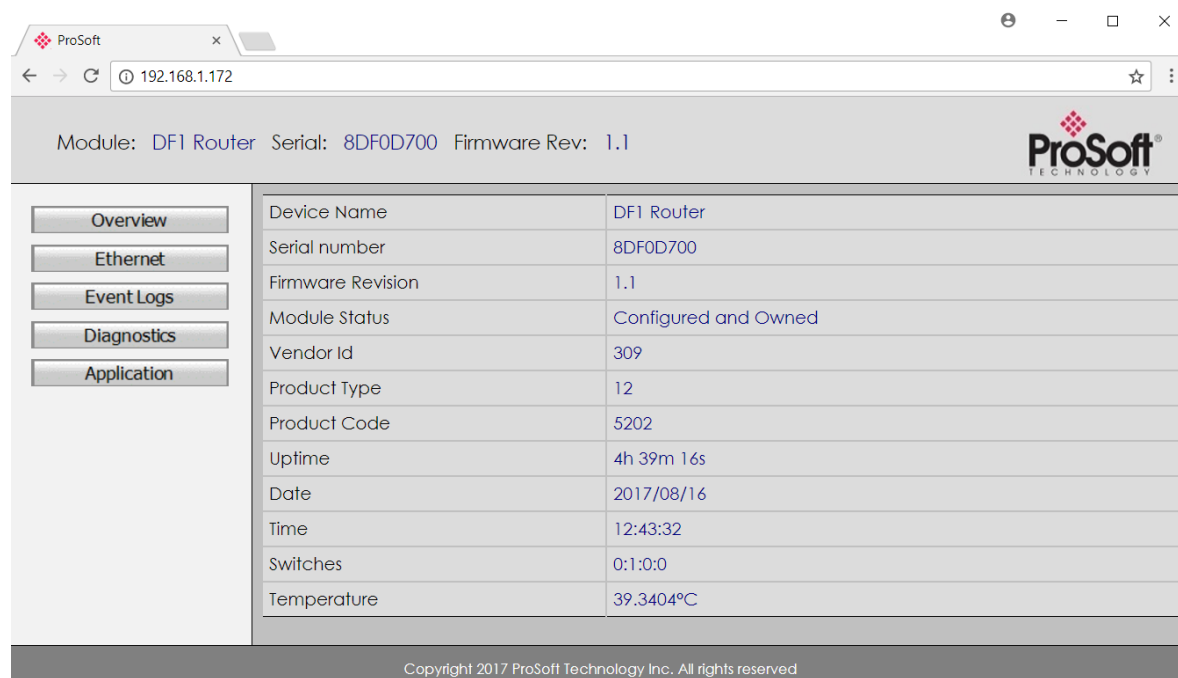 ProSoft
192.168.1.172
Module: DF1 Router Serial: 8DF0D700 Firmware Rev: 1.1
ProSoft®
TECHNOLOGY
Overview
Ethernet
Event Logs
Diagnostics
Application
Device Name DF1 Router
Serial number 8DF0D700
Firmware Revision 1.1
Module Status Configured and Owned
Vendor Id 309
Product Type 12
Product Code 5202
Uptime 4h 39m 16s
Date 2017/08/16
Time 12:43:32
Switches 0:1:0:0
Temperature 39.3404°C
Copyright 2017 ProSoft Technology Inc. All rights reserved